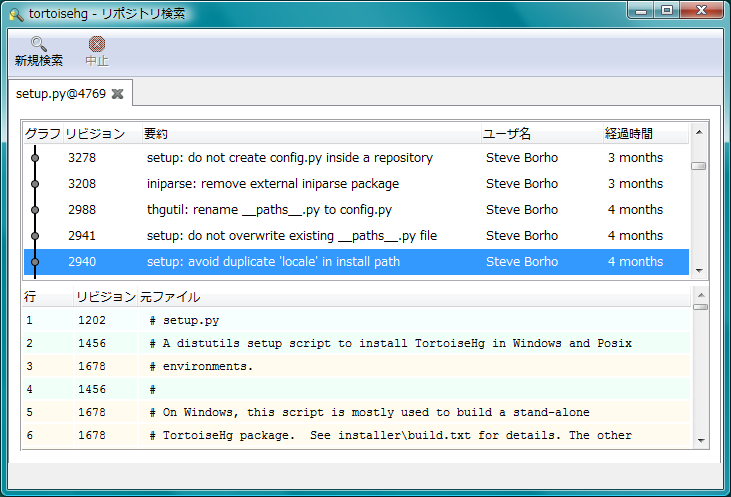 tortoisehg - リポジトリ検索
新規検索 中止
setup.py@4769
グラフ リビジョン 要約 ユーザ名 経過時間
3278 setup: do not create config.py inside a repository Steve Borho 3 months
3208 iniparse: remove external iniparse package Steve Borho 3 months
2988 thgutil: rename __paths__.py to config.py Steve Borho 4 months
2941 setup: do not overwrite existing __paths__.py file Steve Borho 4 months
2940 setup: avoid duplicate 'locale' in install path Steve Borho 4 months
行 リビジョン 元ファイル
1 1202 # setup.py
2 1456 # A distutils setup script to install TortoiseHg in Windows and Posix
3 1678 # environments.
4 1456 #
5 1678 # On Windows, this script is mostly used to build a stand-alone
6 1678 # TortoiseHg package.  See installer\build.txt for details. The other